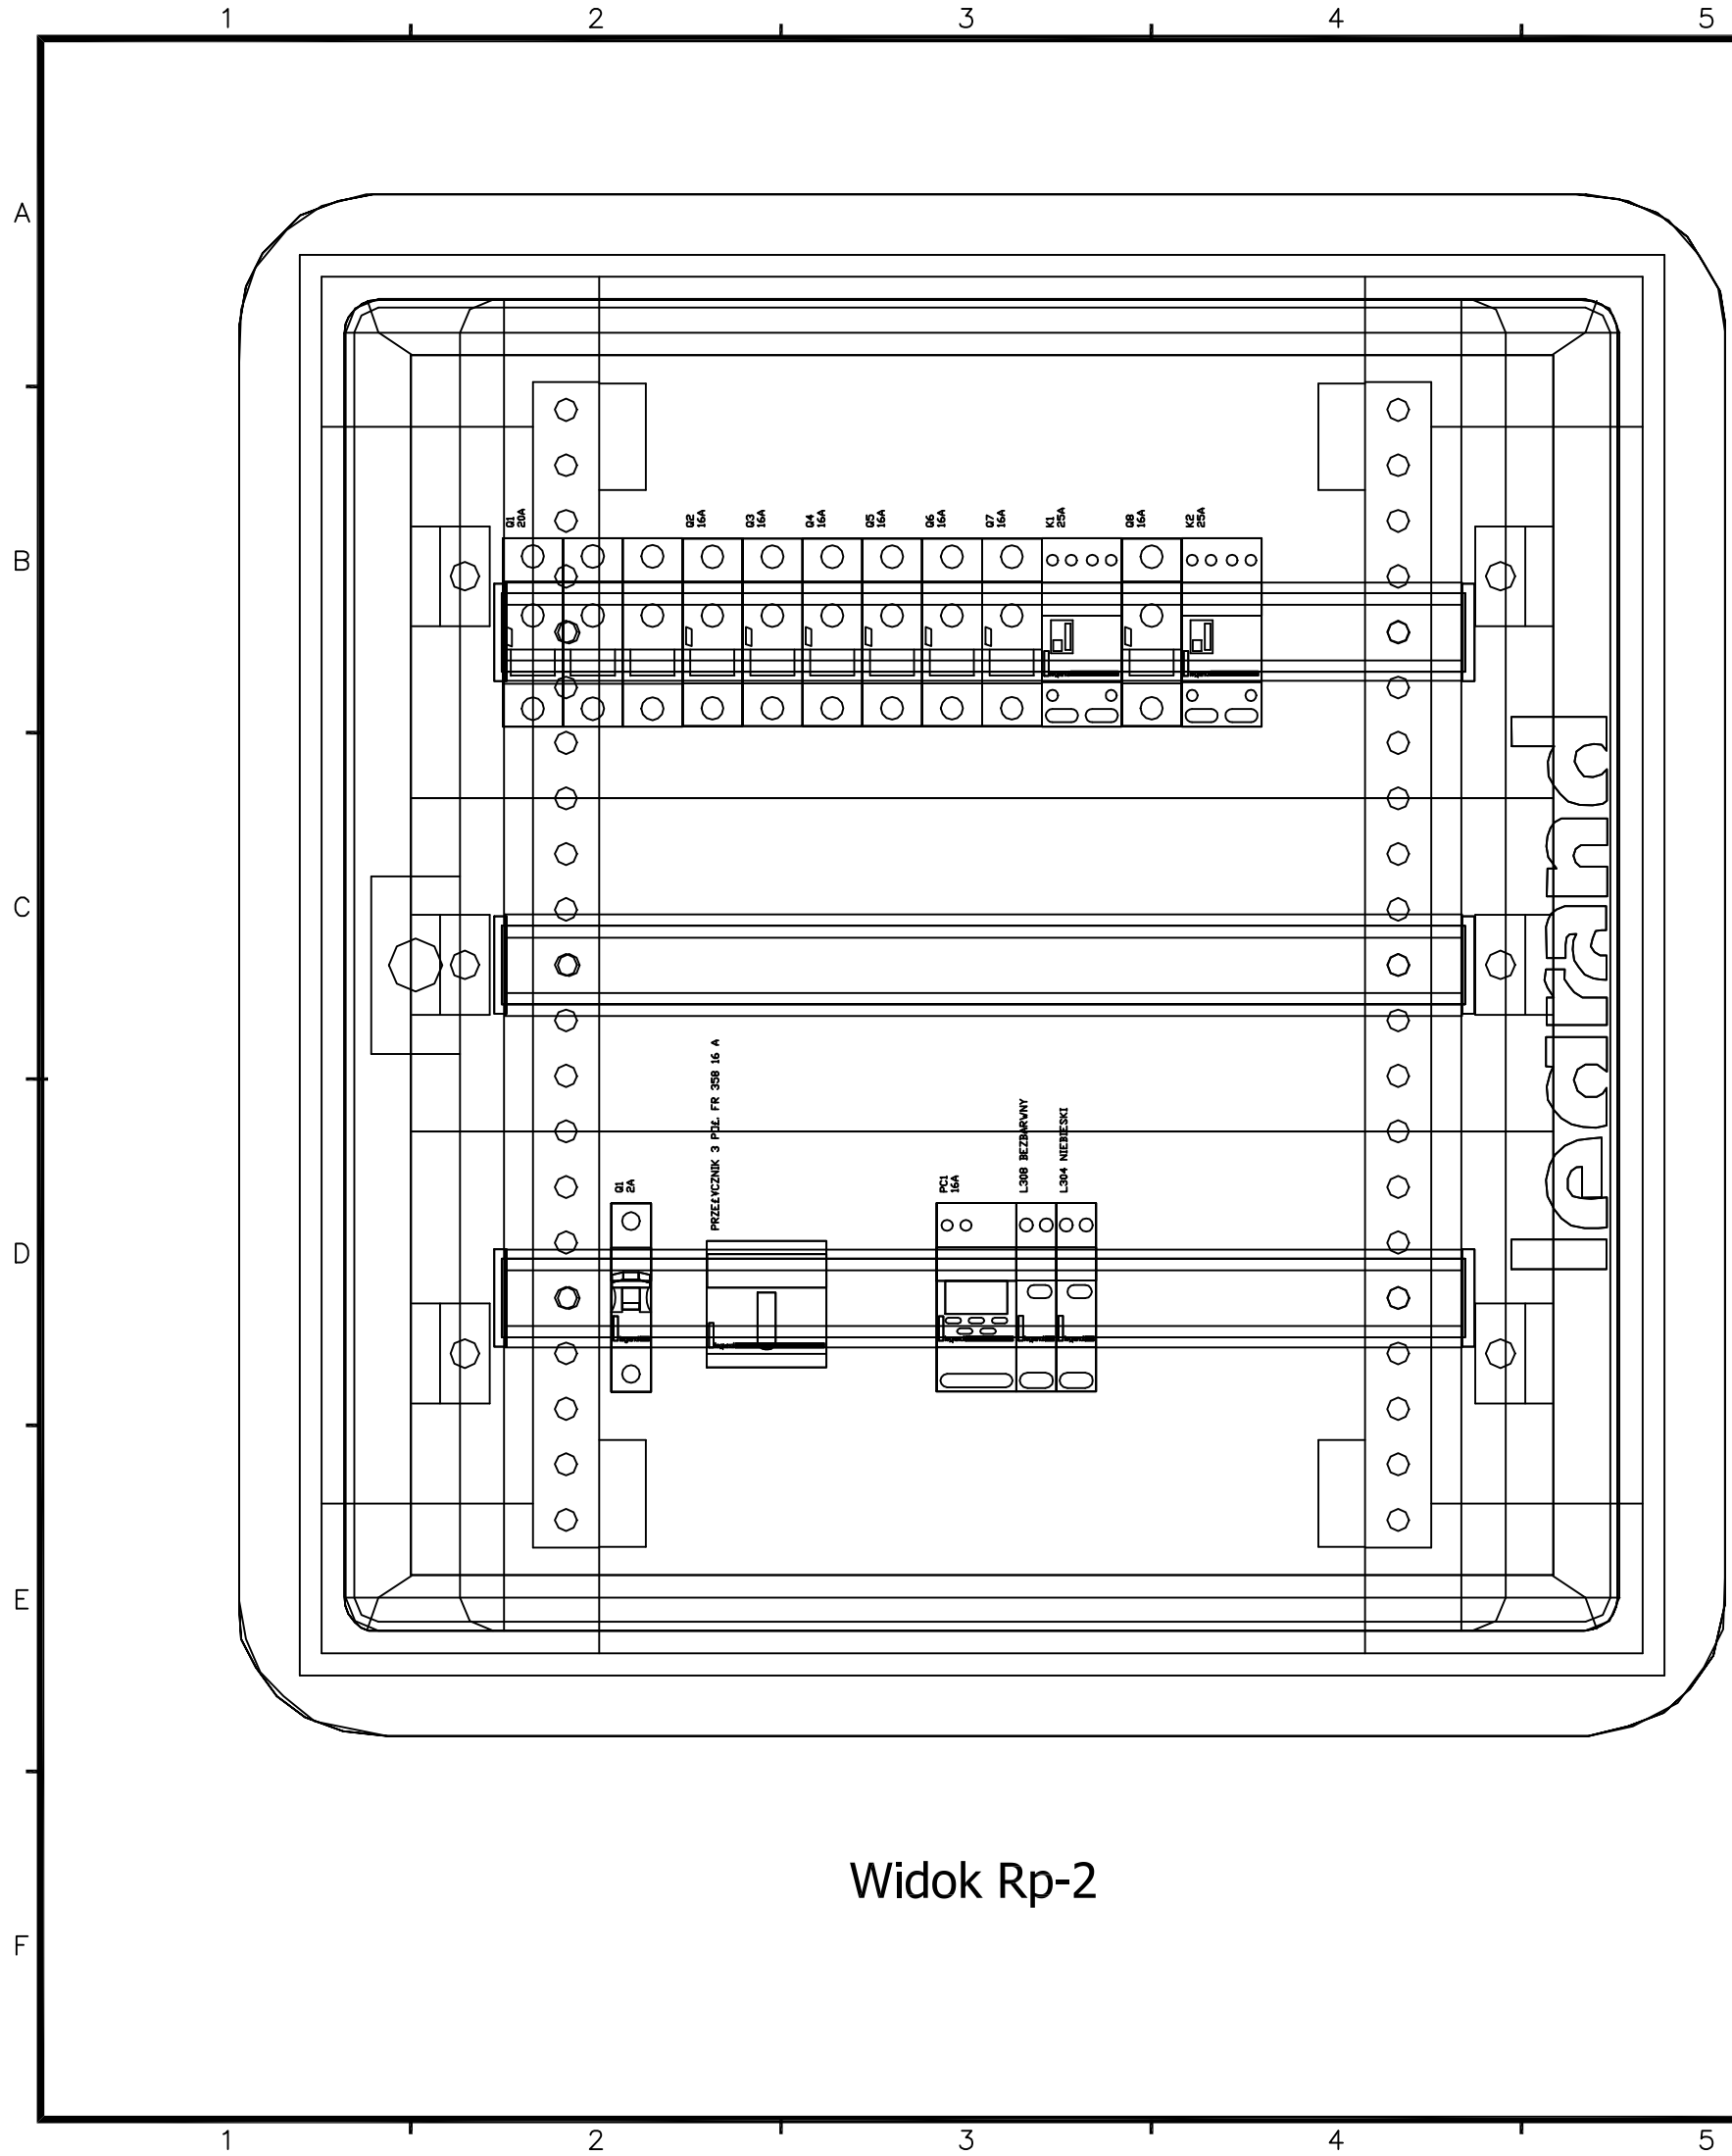 1 2 3 4 5
A
B
C
D
E
F
Q1
20A
Q2
16A
Q3
16A
Q4
16A
Q5
16A
Q6
16A
Q7
16A
K1
25A
Q8
16A
K2
25A
legrand
PRZEŁYCZNIK 3 POŁ. FR 358 16 A
Q1
2A
PC1
16A
L308 BEZBARWNY
L304 NIEBIESKI
Widok Rp-2
1 2 3 4 5